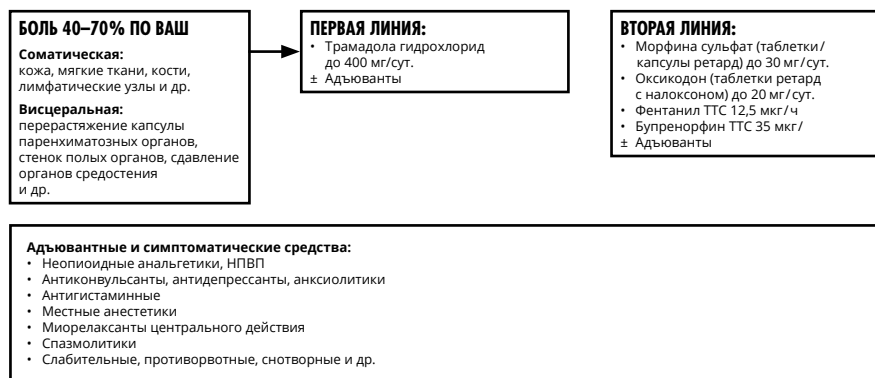 БОЛЬ 40–70% ПО ВАШ
Соматическая:
кожа, мягкие ткани, кости,
лимфатические узлы и др.
Висцеральная:
перерастяжение капсулы
паренхиматозных органов,
стенок полых органов, сдавление
органов средостения
и др.
ПЕРВАЯ ЛИНИЯ:
• Трамадола гидрохлорид
до 400 мг/сут.
± Адъюванты
ВТОРАЯ ЛИНИЯ:
• Морфина сульфат (таблетки/
капсулы ретард) до 30 мг/сут.
• Оксикодон (таблетки ретард
с налоксоном) до 20 мг/сут.
• Фентанил ТТС 12,5 мкг/ч
• Бупренорфин ТТС 35 мкг/
± Адъюванты
Адъювантные и симптоматические средства:
• Неопиоидные анальгетики, НПВП
• Антиконвульсанты, антидепрессанты, анксиолитики
• Антигистаминные
• Местные анестетики
• Миорелаксанты центрального действия
• Спазмолитики
• Слабительные, противорвотные, снотворные и др.